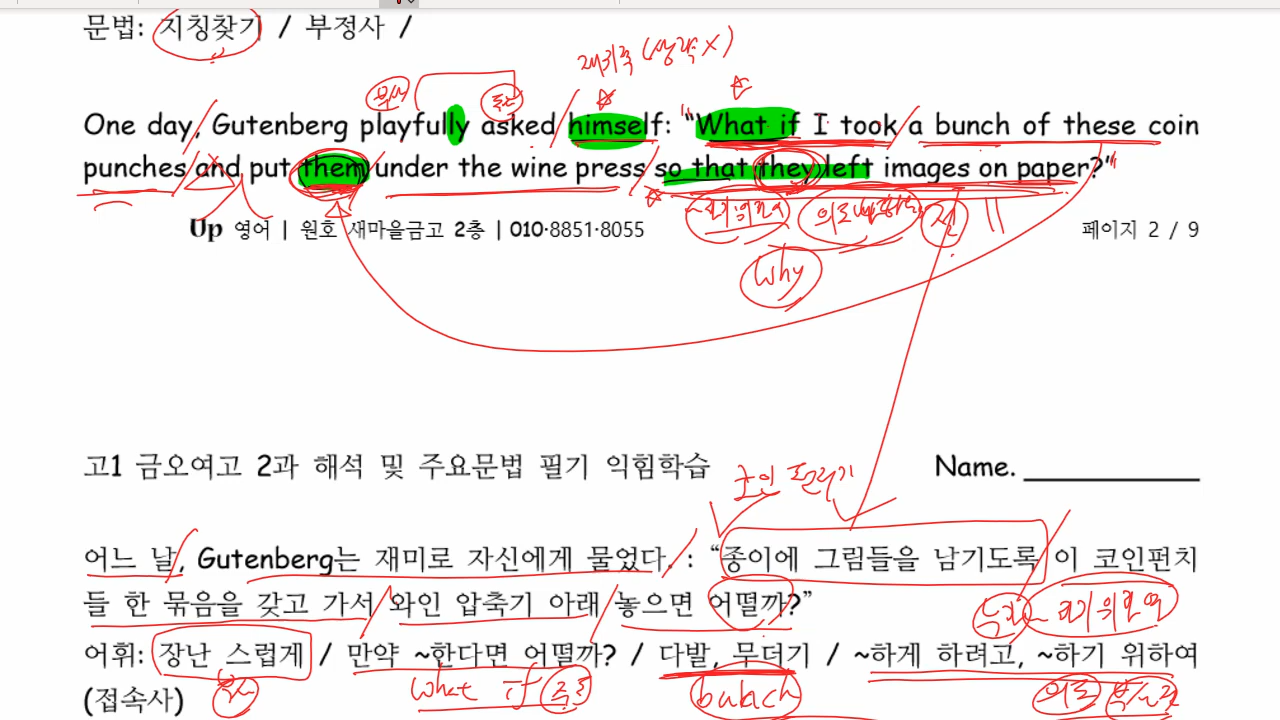 문법: 지칭찾기 / 부정사 /
재귀 (생략X)
부사
One day, Gutenberg playfully asked himself: “What if I took a bunch of these coin
punches and put them under the wine press so that they left images on paper?”
Up 영어 | 원호 새마을금고 2층 | 010·8851·8055
페이지 2 / 9
why
고1 금오여고 2과 해석 및 주요문법 필기 익힘학습 Name.
어느 날, Gutenberg는 재미로 자신에게 물었다. : “종이에 그림들을 남기도록 이 코인펀치
들 한 묶음을 갖고 가서 와인 압축기 아래 놓으면 어떨까?”
어휘: 장난 스럽게 / 만약 ~한다면 어떨까? / 다발, 무더기 / ~하게 하려고, ~하기 위하여
what if bunch
(접속사)